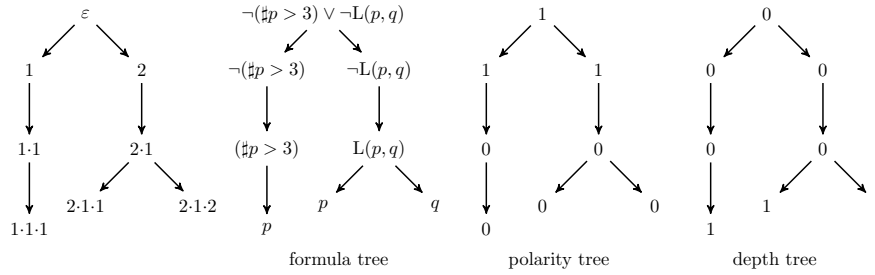 ε ¬(♯p > 3) ∨ ¬L(p, q) 1 0
1 2 ¬(♯p > 3) ¬L(p, q) 1 1 0 0
1·1 2·1 (♯p > 3) L(p, q) 0 0 0 0
2·1·1 2·1·2 p q 0 0 1
1·1·1 p 0 1
formula tree polarity tree depth tree